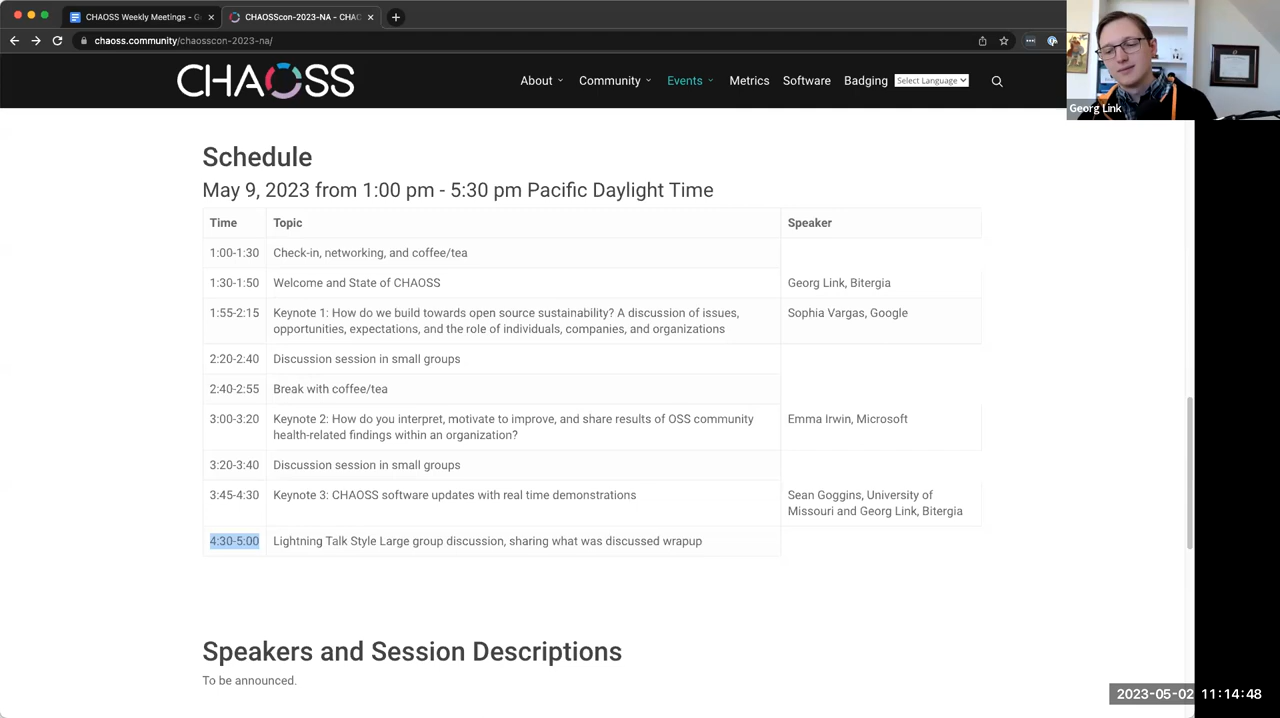 CHAOSS Weekly Meetings - G
CHAOSScon-2023-NA - CHAC
chaoss.community/chaosscon-2023-na/
CHAOSS
About
Community
Events
Metrics
Software
Badging
Select Language
Georg Link
Schedule
May 9, 2023 from 1:00 pm - 5:30 pm Pacific Daylight Time
Time Topic Speaker
1:00-1:30 Check-in, networking, and coffee/tea
1:30-1:50 Welcome and State of CHAOSS Georg Link, Bitergia
1:55-2:15 Keynote 1: How do we build towards open source sustainability? A discussion of issues, Sophia Vargas, Google
opportunities, expectations, and the role of individuals, companies, and organizations
2:20-2:40 Discussion session in small groups
2:40-2:55 Break with coffee/tea
3:00-3:20 Keynote 2: How do you interpret, motivate to improve, and share results of OSS community Emma Irwin, Microsoft
health-related findings within an organization?
3:20-3:40 Discussion session in small groups
3:45-4:30 Keynote 3: CHAOSS software updates with real time demonstrations Sean Goggins, University of
Missouri and Georg Link, Bitergia
4:30-5:00 Lightning Talk Style Large group discussion, sharing what was discussed wrapup
Speakers and Session Descriptions
To be announced.
2023-05-02 11:14:48